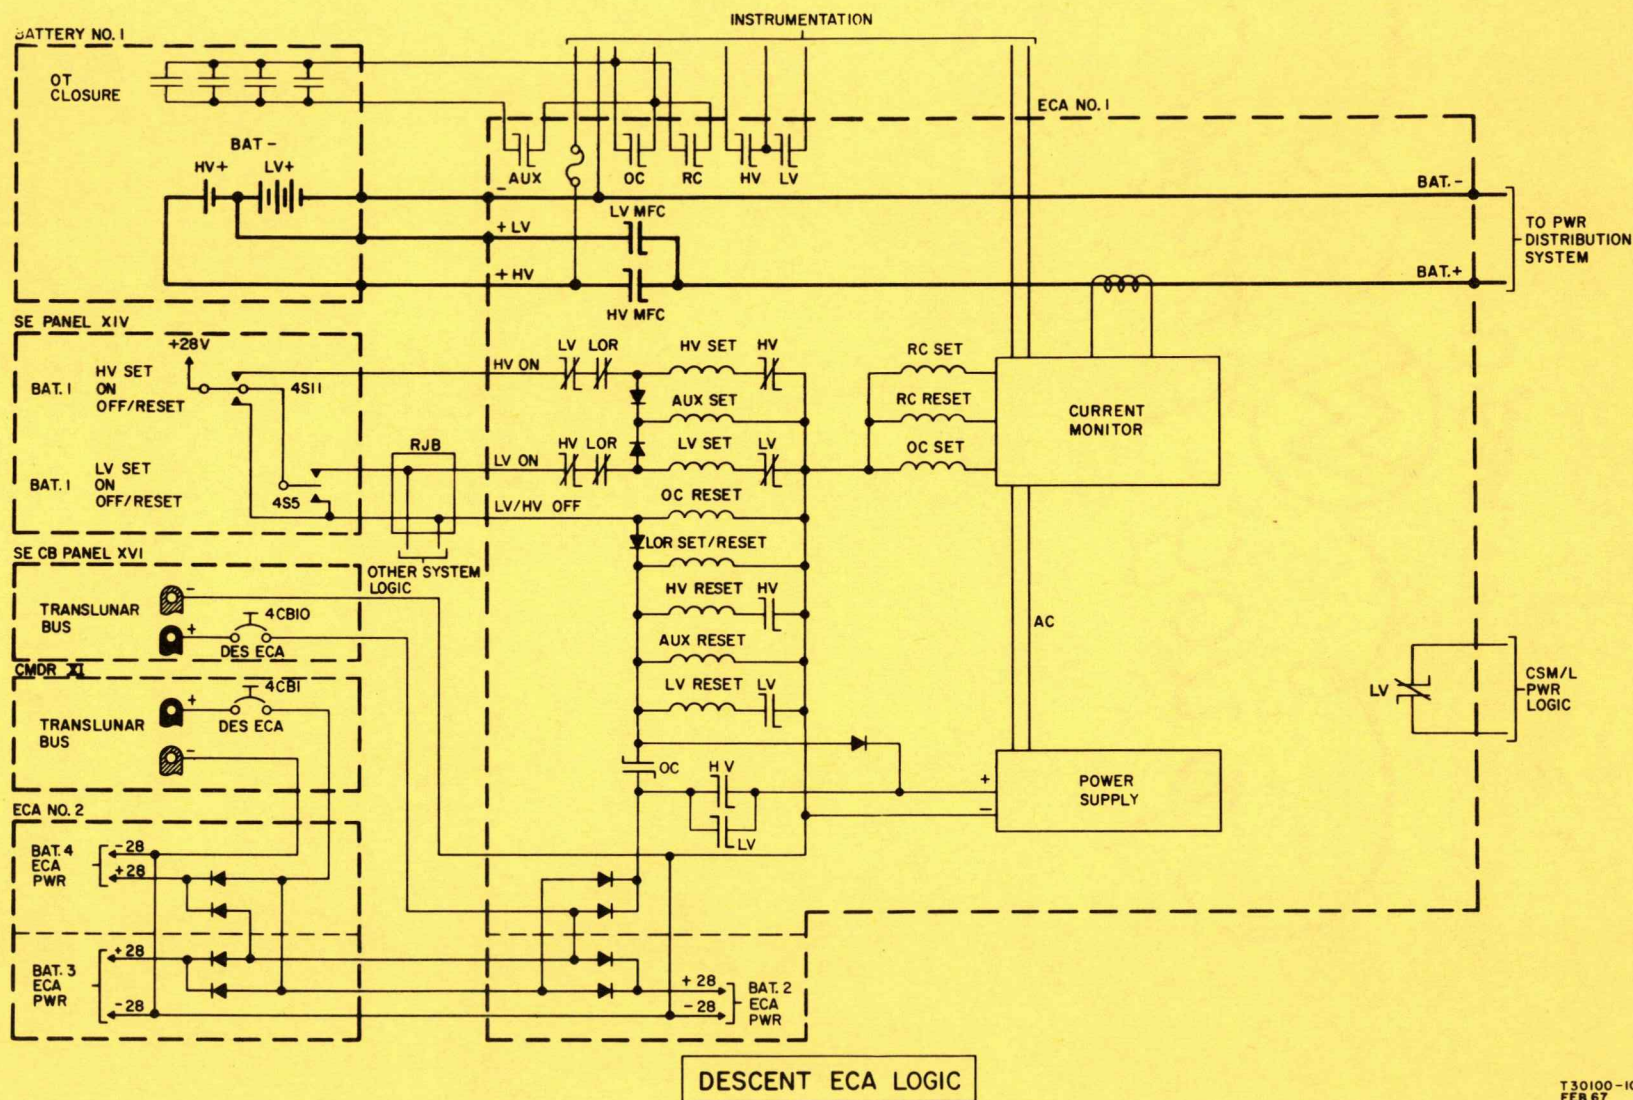 INSTRUMENTATION
BATTERY NO. 1
OT
CLOSURE
BAT -
HV+
LV+
ECA NO. 1
AUX
OC
RC
HV
LV
-
+ LV
+ HV
LV MFC
HV MFC
BAT.-
BAT.+
TO PWR
DISTRIBUTION
SYSTEM
SE PANEL XIV
+28V
BAT. 1
HV SET
ON
OFF/RESET
4S11
BAT. 1
LV SET
ON
OFF/RESET
4S5
RJB
OTHER SYSTEM
LOGIC
HV ON
LV
LOR
HV SET
HV
AUX SET
LV ON
HV
LOR
LV SET
LV
LV/HV OFF
OC RESET
LOR SET/RESET
HV RESET
HV
AUX RESET
LV RESET
LV
RC SET
RC RESET
OC SET
CURRENT
MONITOR
AC
OC
HV
LV
+
-
POWER
SUPPLY
LV
CSM/L
PWR
LOGIC
SE CB PANEL XVI
TRANSLUNAR
BUS
-
+
4CB10
DES ECA
CMDR XI
TRANSLUNAR
BUS
+
-
4CB1
DES ECA
ECA NO. 2
BAT. 4
ECA
PWR
-28
+28
BAT. 3
ECA
PWR
+28
-28
+28
-28
BAT. 2
ECA
PWR
DESCENT ECA LOGIC
FEB 67